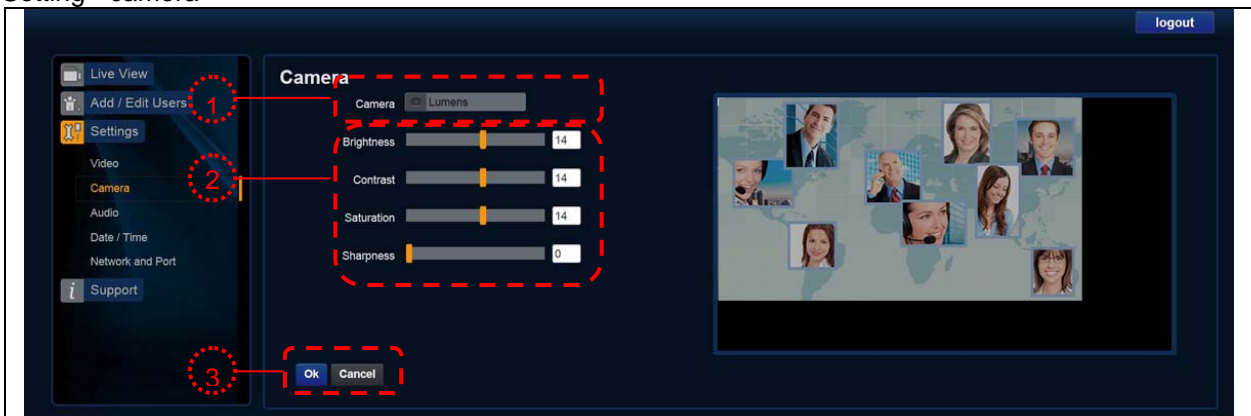 logout
Live View
Add / Edit Users
Settings
Video
Camera
Audio
Date / Time
Network and Port
Support
1
2
3
Camera
Camera Lumens
Brightness 14
Contrast 14
Saturation 14
Sharpness 0
Ok Cancel